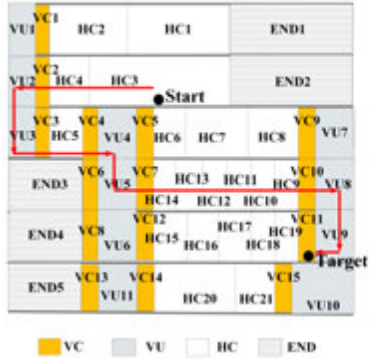 VU1 VC1 HC2 HC1 END1
VU2 VC2 HC4 HC3 END2
Start
VU3 VC3 HC5 VC4 VU4 VC5 HC6 HC7 HC8 VC9 VU7
END3 VC6 VU5 VC7 HC13 HC11 HC9 VC10 VU8
HC14 HC12 HC10
END4 VC8 VU6 VC12 HC15 HC16 HC17 HC18 HC19 VC11 VU9
Target
END5 VC13 VU11 VC14 HC20 HC21 VC15 VU10
VC VU HC END